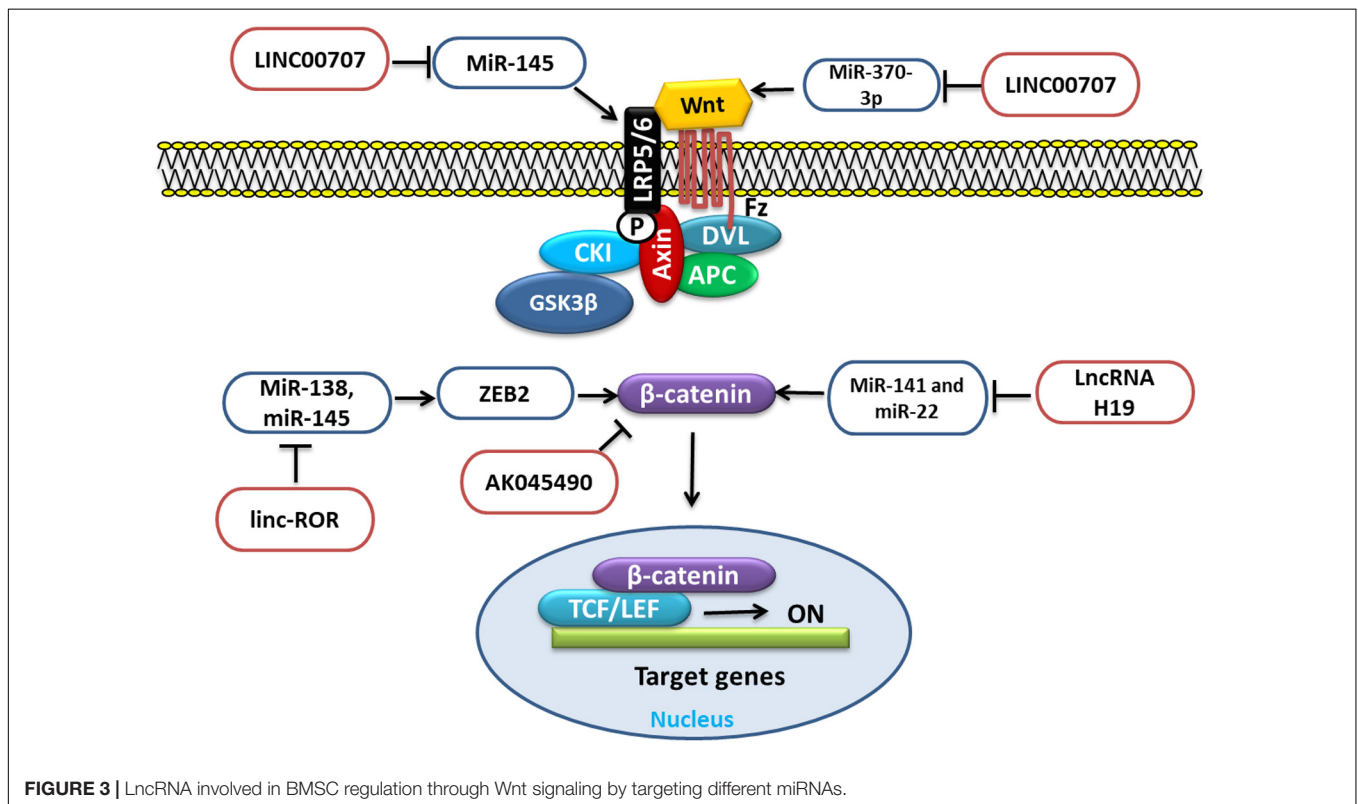 LINC00707
MiR-145
Wnt
MiR-370-
3p
LINC00707
LRP5/6
P
Fz
CKI
Axin
DVL
APC
GSK3β
MiR-138,
miR-145
ZEB2
β-catenin
MiR-141 and
miR-22
LncRNA
H19
AK045490
linc-ROR
β-catenin
TCF/LEF
ON
Target genes
Nucleus
FIGURE 3 | LncRNA involved in BMSC regulation through Wnt signaling by targeting different miRNAs.